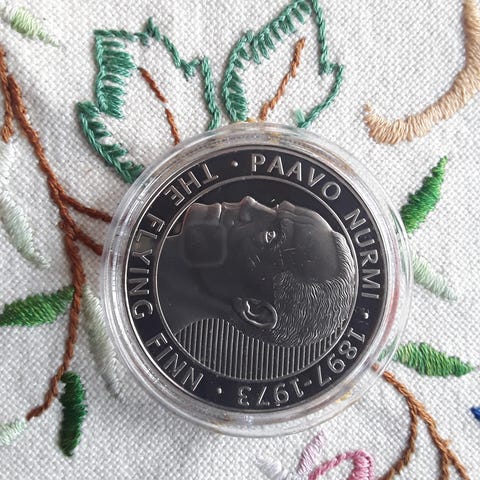 · PAAVO NURMI · 1897-1973 ·
THE FLYING FINN